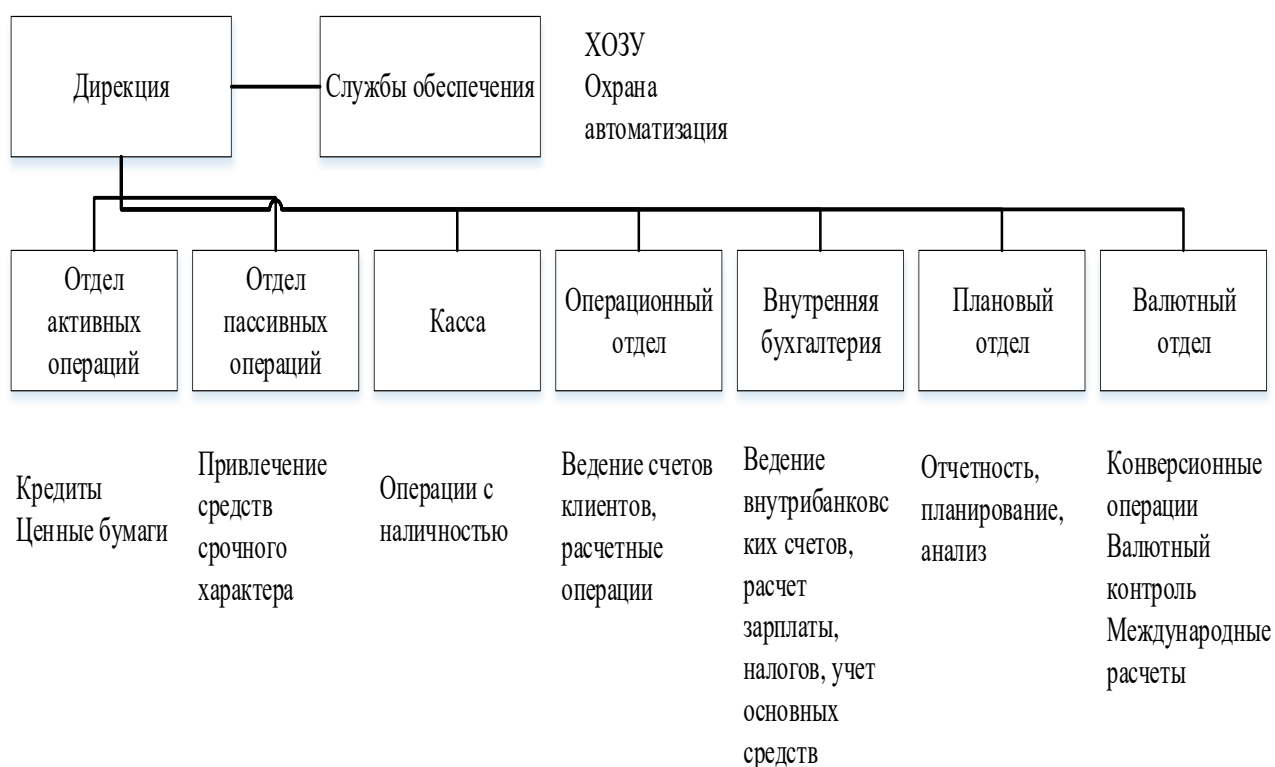 Дирекция
Службы обеспечения
ХОЗУ
Охрана
автоматизация
Отдел
активных
операций
Отдел
пассивных
операций
Касса
Операционный
отдел
Внутренняя
бухгалтерия
Плановый
отдел
Валютный
отдел
Кредиты
Ценные бумаги
Привлечение
средств
срочного
характера
Операции с
наличностью
Ведение счетов
клиентов,
расчетные
операции
Ведение
внутрибанковс
ких счетов,
расчет
зарплаты,
налогов, учет
основных
средств
Отчетность,
планирование,
анализ
Конверсионные
операции
Валютный
контроль
Международные
расчеты